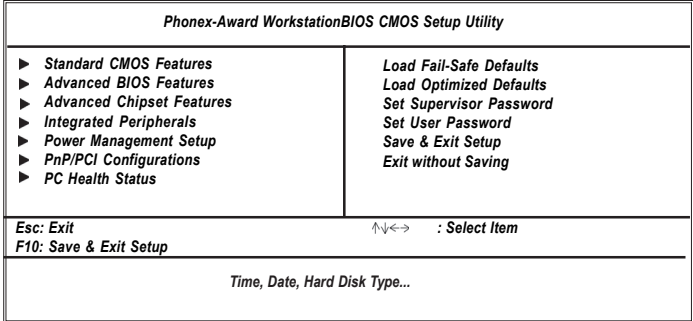 Phonex-Award WorkstationBIOS CMOS Setup Utility
▶ Standard CMOS Features
▶ Advanced BIOS Features
▶ Advanced Chipset Features
▶ Integrated Peripherals
▶ Power Management Setup
▶ PnP/PCI Configurations
▶ PC Health Status
Load Fail-Safe Defaults
Load Optimized Defaults
Set Supervisor Password
Set User Password
Save & Exit Setup
Exit without Saving
Esc: Exit
F10: Save & Exit Setup
↑↓←→ : Select Item
Time, Date, Hard Disk Type...